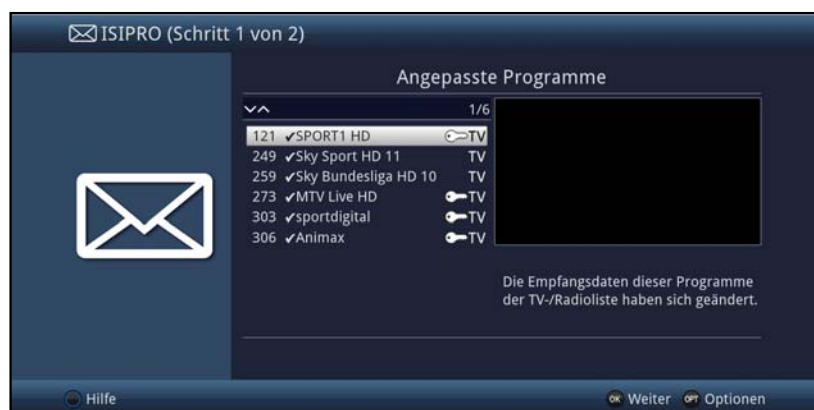 ISIPRO (Schritt 1 von 2)
Angepasste Programme
1/6
121 ✔SPORT1 HD TV
249 ✔Sky Sport HD 11 TV
259 ✔Sky Bundesliga HD 10 TV
273 ✔MTV Live HD TV
303 ✔sportdigital TV
306 ✔Animax TV
Die Empfangsdaten dieser Programme
der TV-/Radioliste haben sich geändert.
Hilfe OK Weiter OPT Optionen